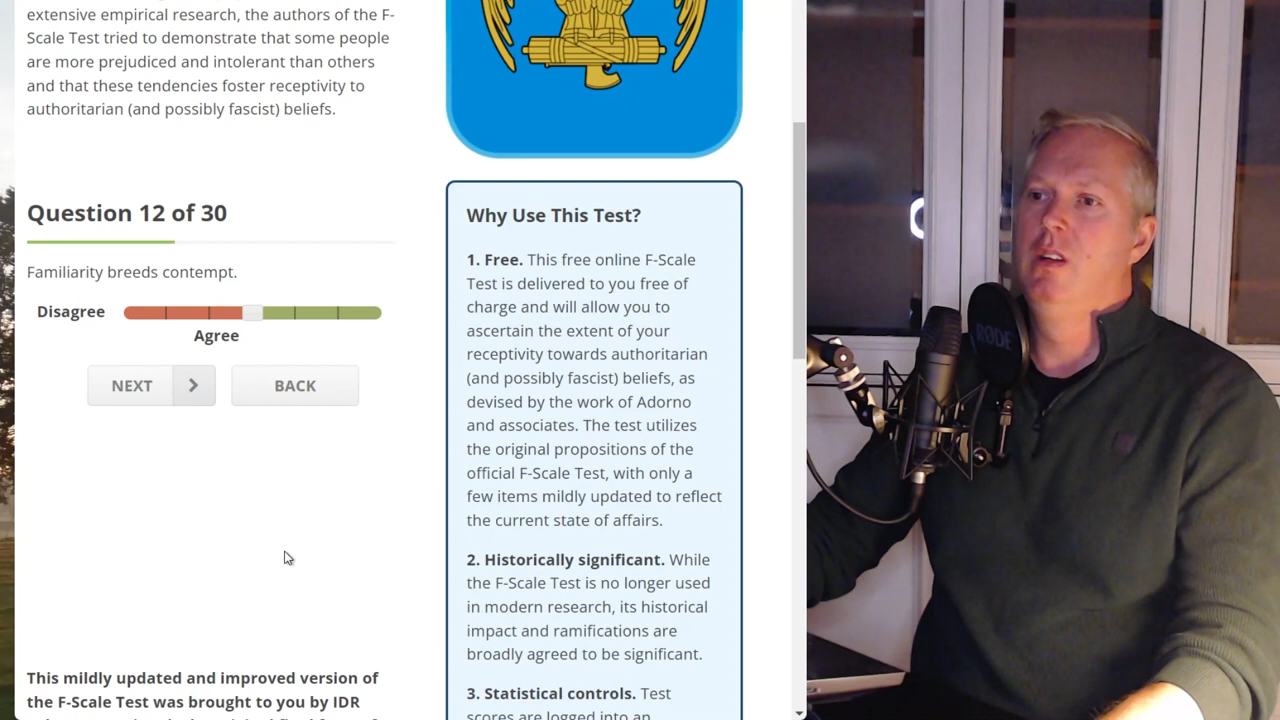 extensive empirical research, the authors of the F-
Scale Test tried to demonstrate that some people
are more prejudiced and intolerant than others
and that these tendencies foster receptivity to
authoritarian (and possibly fascist) beliefs.
Question 12 of 30
Familiarity breeds contempt.
Disagree
Agree
NEXT
BACK
This mildly updated and improved version of
the F-Scale Test was brought to you by IDR
Why Use This Test?
1. Free. This free online F-Scale
Test is delivered to you free of
charge and will allow you to
ascertain the extent of your
receptivity towards authoritarian
(and possibly fascist) beliefs, as
devised by the work of Adorno
and associates. The test utilizes
the original propositions of the
official F-Scale Test, with only a
few items mildly updated to reflect
the current state of affairs.
2. Historically significant. While
the F-Scale Test is no longer used
in modern research, its historical
impact and ramifications are
broadly agreed to be significant.
3. Statistical controls. Test
scores are logged into an
RØDE